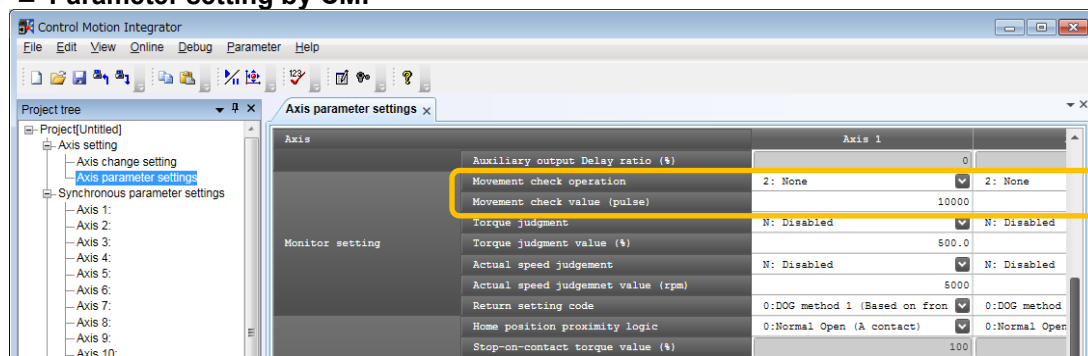 Control Motion Integrator
File Edit View Online Debug Parameter Help
Project tree
Axis parameter settings
Project[Untitled]
Axis setting
Axis change setting
Axis parameter settings
Synchronous parameter settings
Axis 1:
Axis 2:
Axis 3:
Axis 4:
Axis 5:
Axis 6:
Axis 7:
Axis 8:
Axis 9:
Axis 10:
Axis Axis 1
Auxiliary output Delay ratio (%) 0
Movement check operation 2: None 2: None
Movement check value (pulse) 10000
Torque judgment N: Disabled N: Disabled
Monitor setting Torque judgment value (%) 500.0
Actual speed judgement N: Disabled N: Disabled
Actual speed judgemnet value (rpm) 5000
Return setting code 0:DOG method 1 (Based on fron 0:DOG method
Home position proximity logic 0:Normal Open (A contact) 0:Normal Open
Stop-on-contact torque value (%) 100